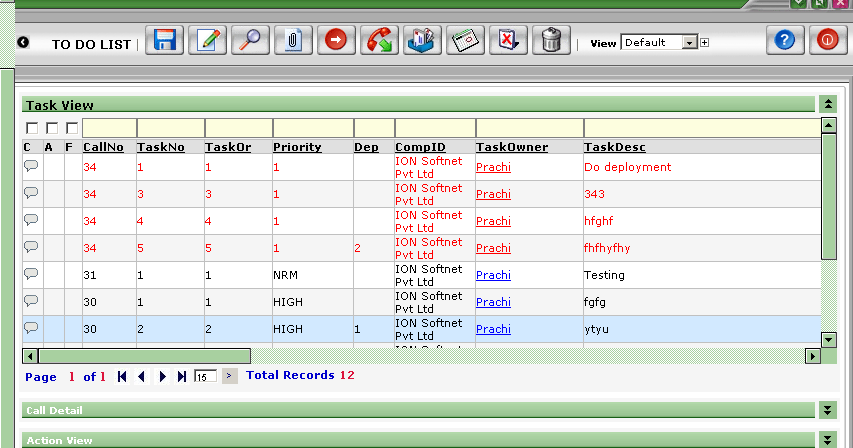 TO DO LIST
View Default
Task View
C A F CallNo TaskNo TaskOr Priority Dep CompID TaskOwner TaskDesc
34 1 1 1 ION Softnet Pvt Ltd Prachi Do deployment
34 3 3 1 ION Softnet Pvt Ltd Prachi 343
34 4 4 1 ION Softnet Pvt Ltd Prachi hfghf
34 5 5 1 2 ION Softnet Pvt Ltd Prachi fhfhyfhy
31 1 1 NRM ION Softnet Pvt Ltd Prachi Testing
30 1 1 HIGH ION Softnet Pvt Ltd Prachi fgfg
30 2 2 HIGH 1 ION Softnet Pvt Ltd Prachi ytyu
Page 1 of 1 15 > Total Records 12
Call Detail
Action View